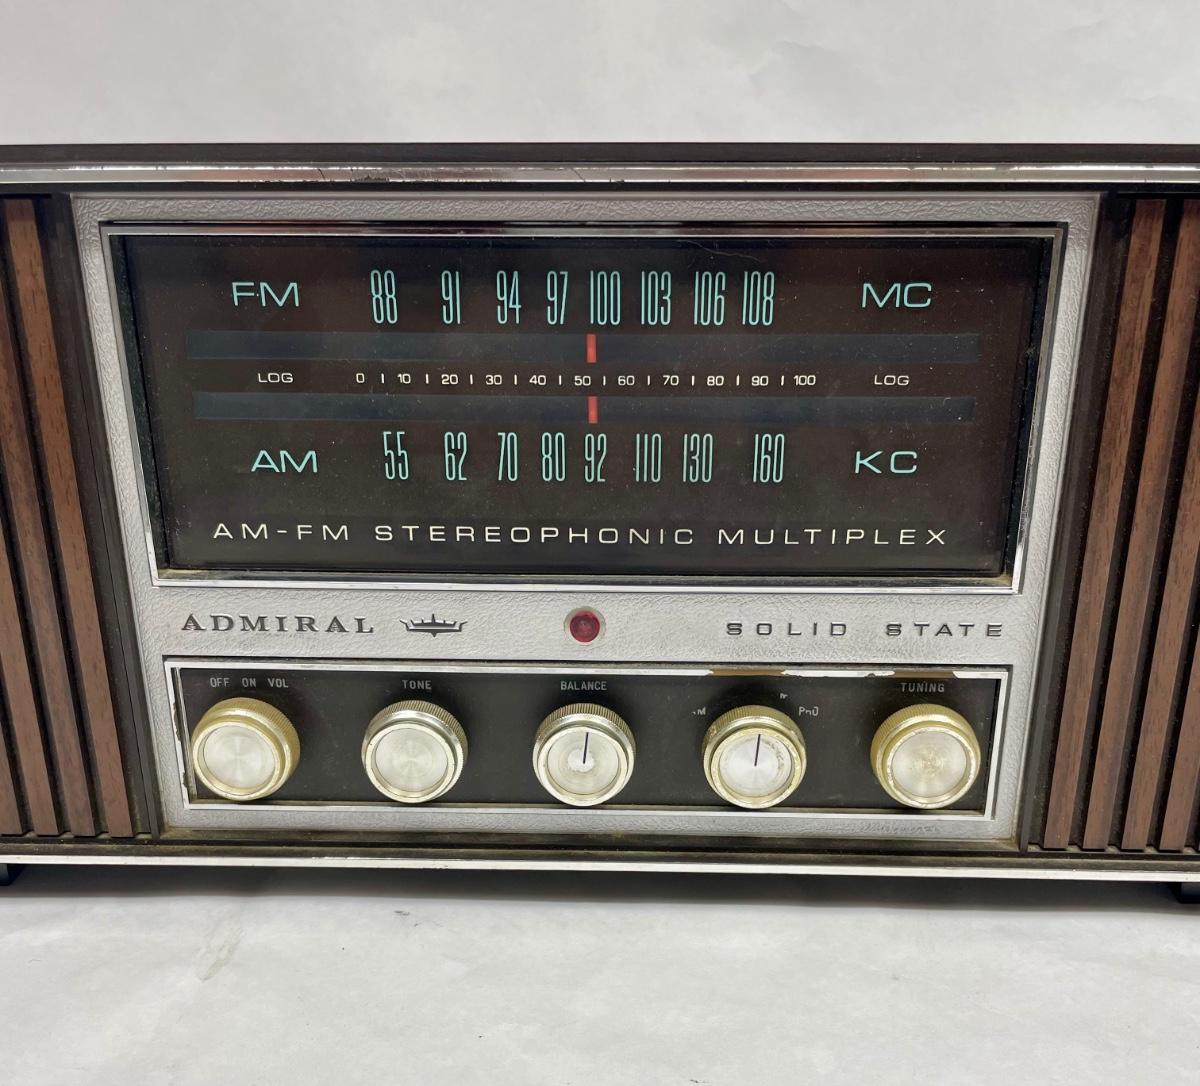 FM 88 91 94 97 100 103 106 108 MC
LOG 0 | 10 | 20 | 30 | 40 | 50 | 60 | 70 | 80 | 90 | 100 LOG
AM 55 62 70 80 92 110 130 160 KC
AM-FM STEREOPHONIC MULTIPLEX
ADMIRAL SOLID STATE
OFF ON VOL TONE BALANCE TUNING